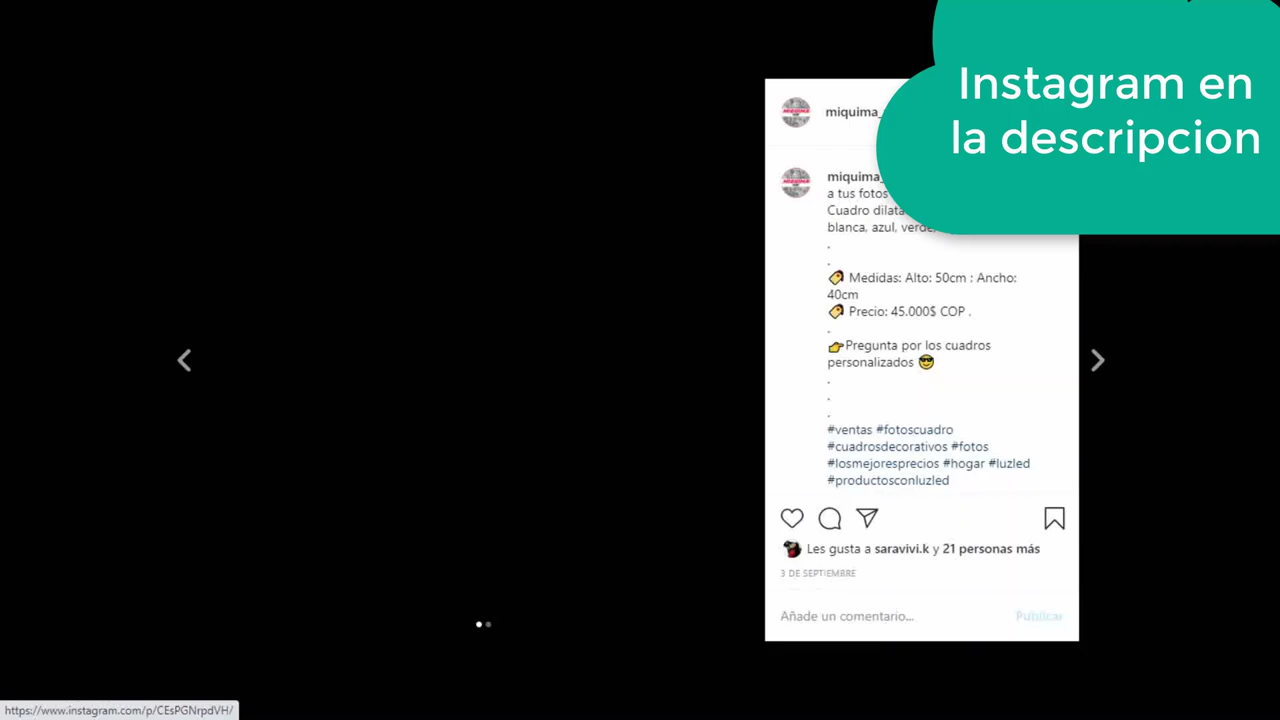 Instagram en
la descripcion
miquima_
miquima_
a tus fotos
Cuadro dilata
blanca, azul, verde,
.
.
Medidas: Alto: 50cm : Ancho:
40cm
Precio: 45.000$ COP .
.
Pregunta por los cuadros
personalizados
.
.
.
#ventas #fotoscuadro
#cuadrosdecorativos #fotos
#losmejoresprecios #hogar #luzled
#productosconluzled
Les gusta a saravivi.k y 21 personas más
3 DE SEPTIEMBRE
Añade un comentario...
Publicar
https://www.instagram.com/p/CEsPGNrpdVH/